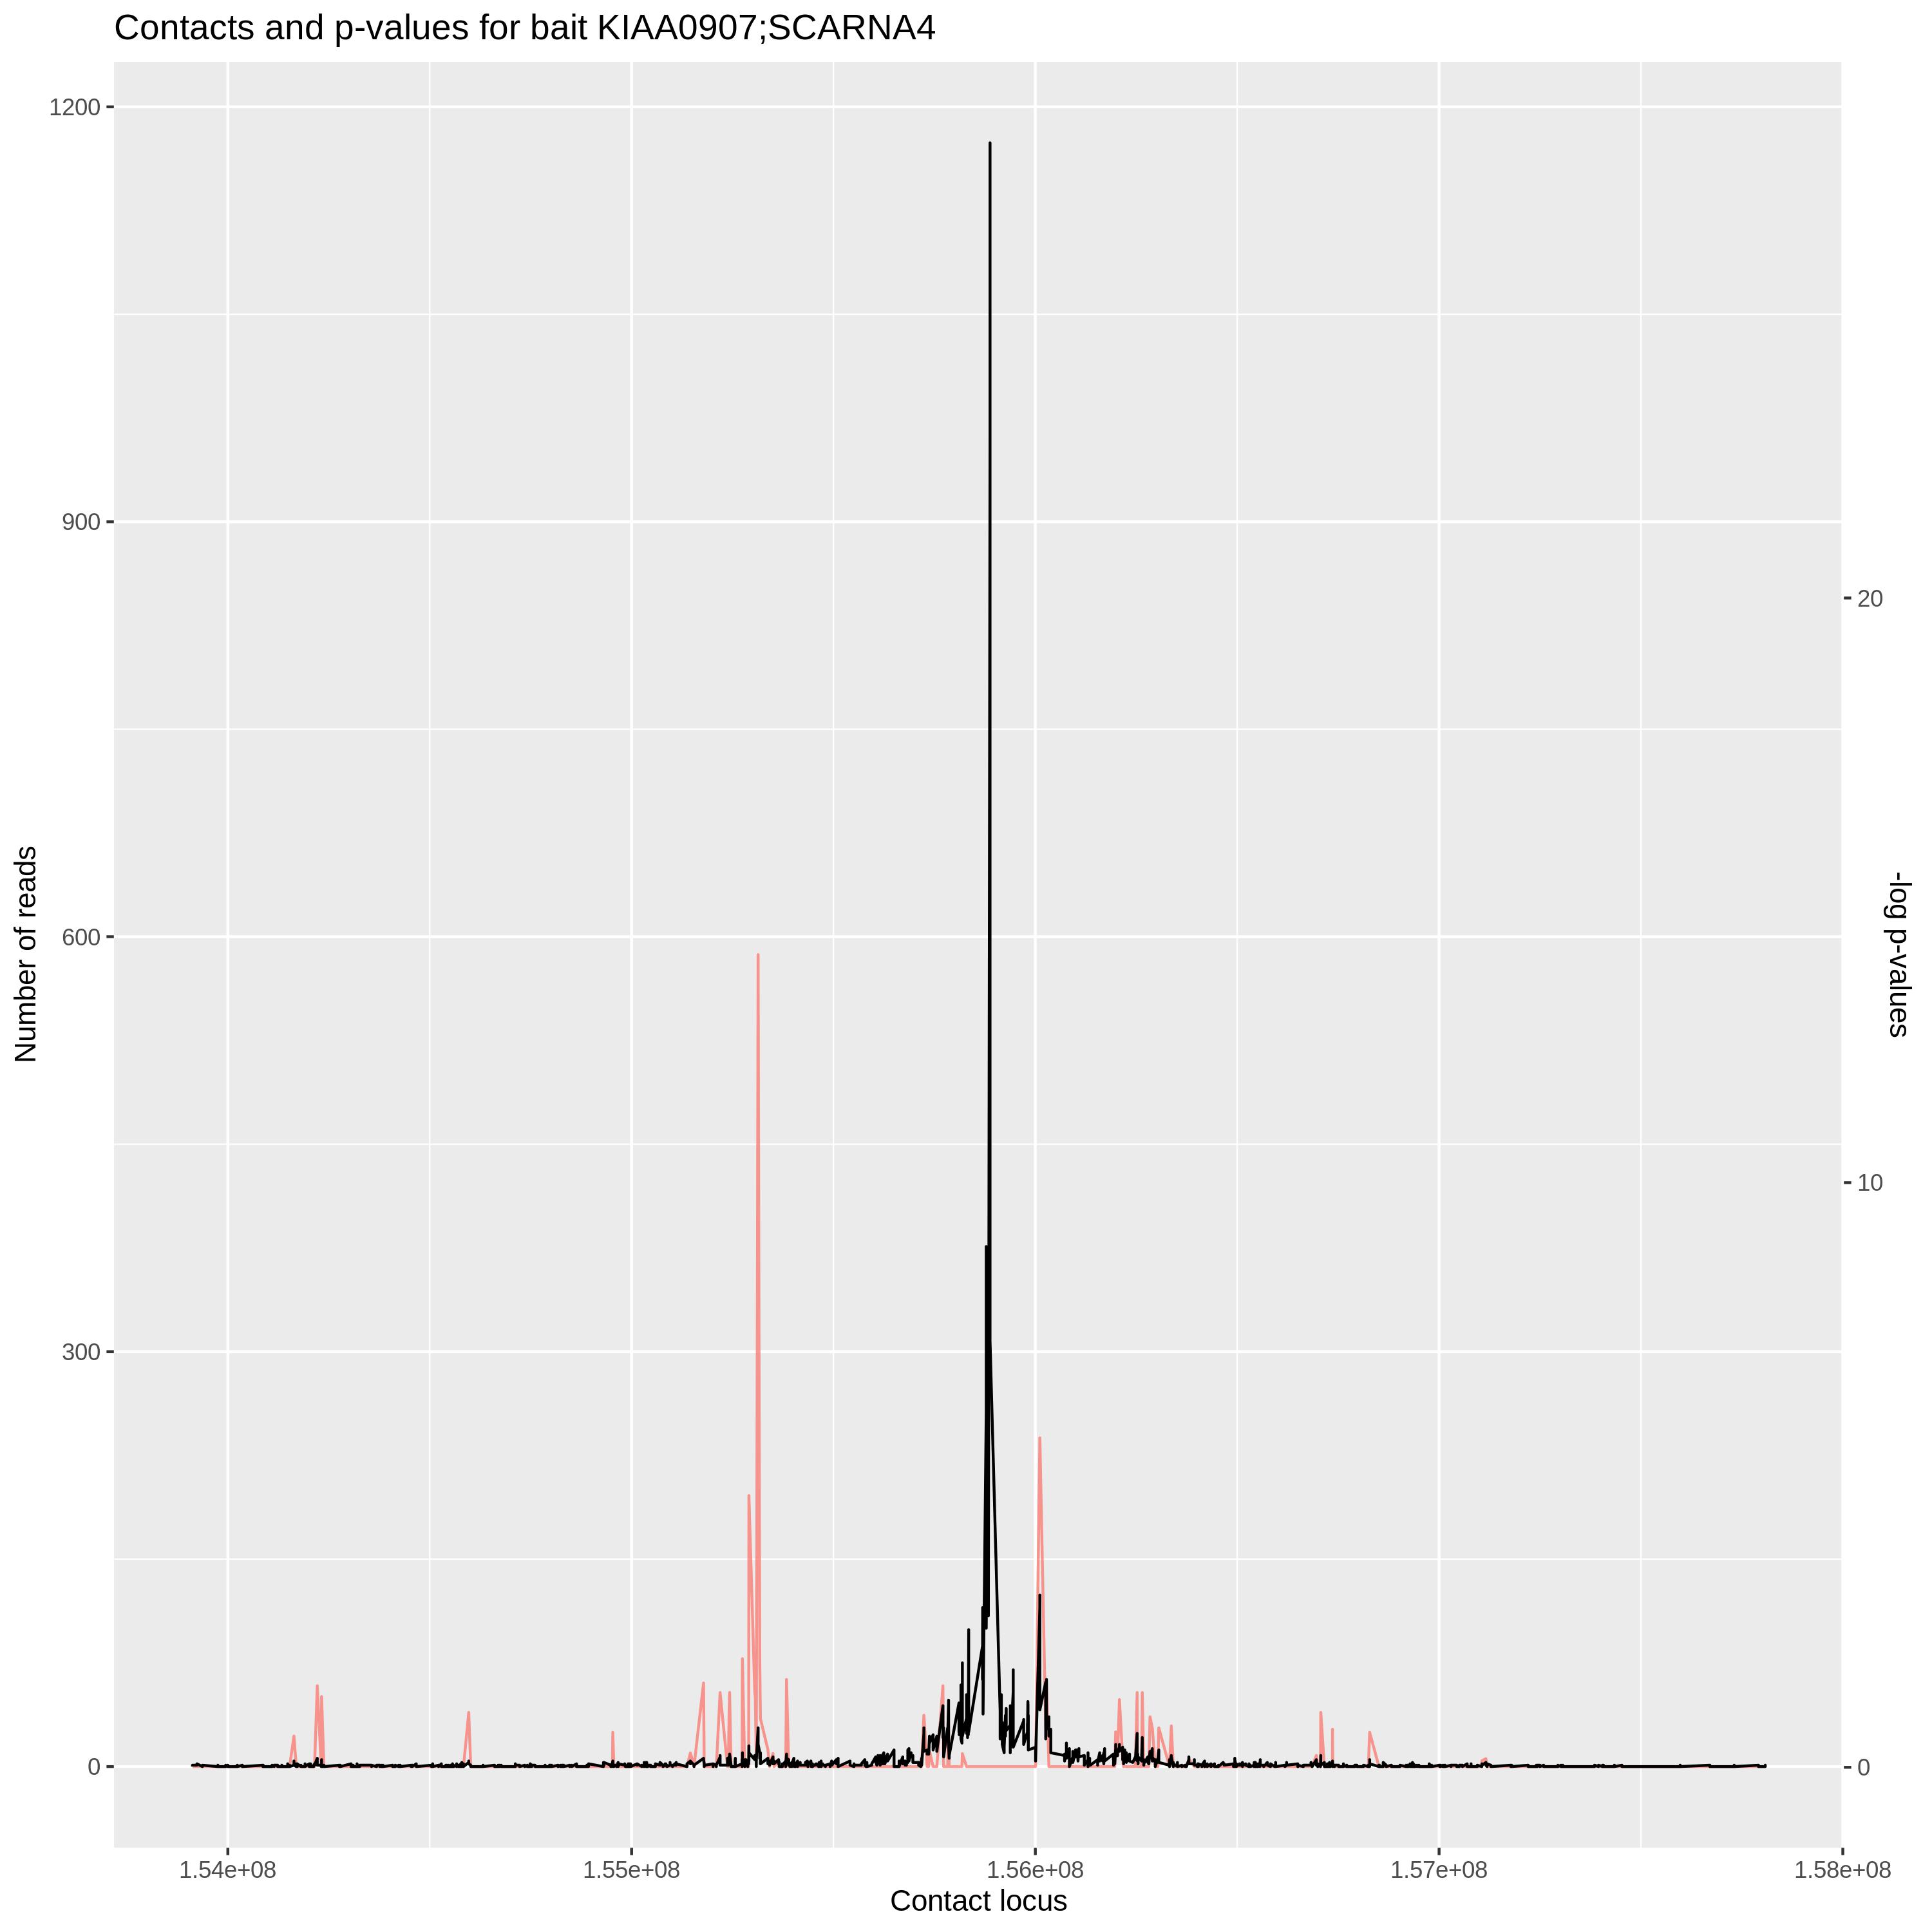 Contacts and p-values for bait KIAA0907;SCARNA4
1200
900
600
300
0
Number of reads
20
10
0
-log p-values
1.54e+08
1.55e+08
1.56e+08
1.57e+08
1.58e+08
Contact locus